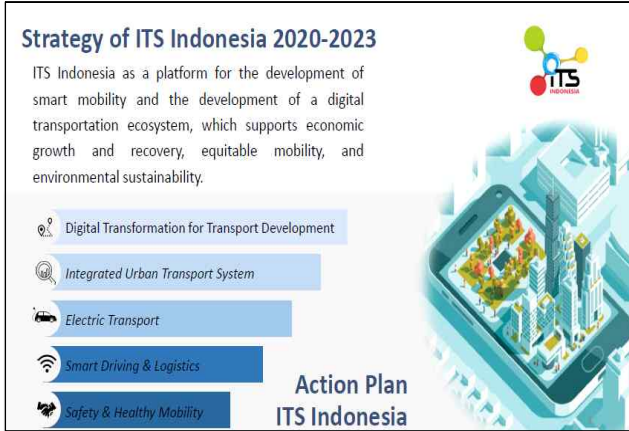 Strategy of ITS Indonesia 2020-2023
ITS Indonesia as a platform for the development of
smart mobility and the development of a digital
transportation ecosystem, which supports economic
growth and recovery, equitable mobility, and
environmental sustainability.
iTS
INDONESIA
Digital Transformation for Transport Development
Integrated Urban Transport System
Electric Transport
Smart Driving & Logistics
Safety & Healthy Mobility
Action Plan
ITS Indonesia